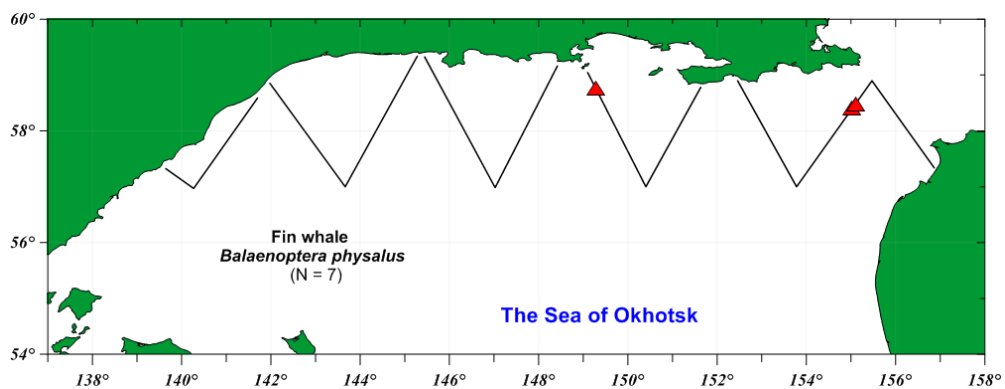 60°
58°
Fin whale
Balaenoptera physalus
(N = 7)
56°
The Sea of Okhotsk
54°
138° 140° 142° 144° 146° 148° 150° 152° 154° 156° 158°